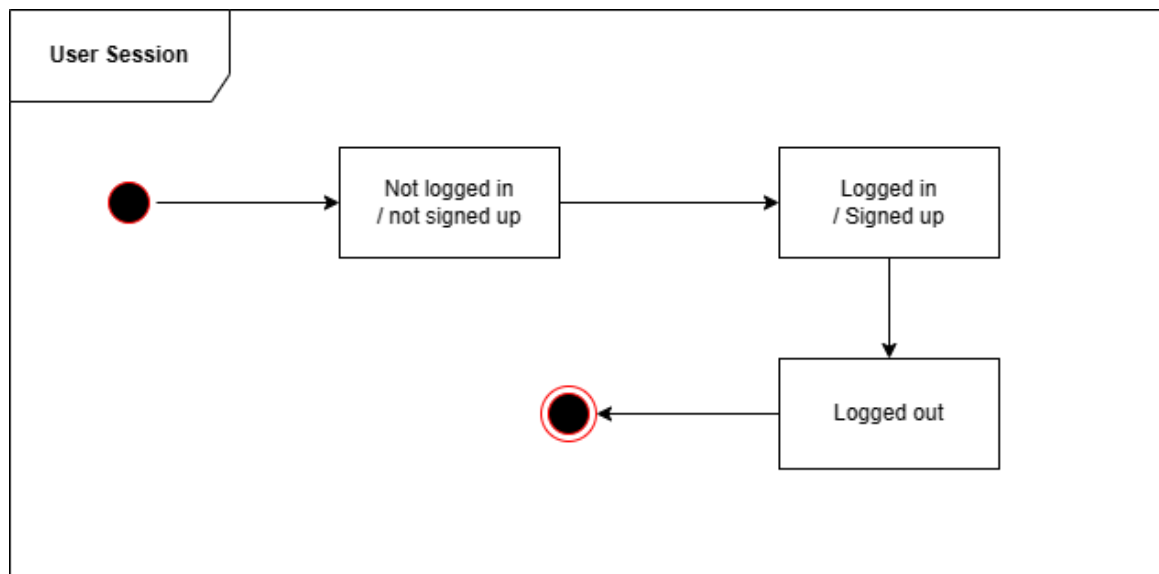 User Session
Not logged in
/ not signed up
Logged in
/ Signed up
Logged out